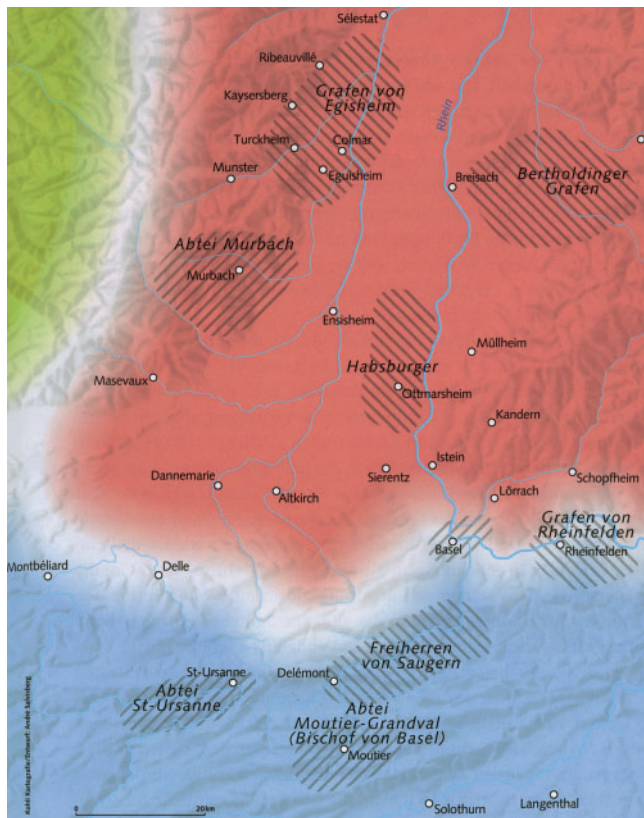 Sélestat
Ribeauvillé
Kaysersberg
Grafen von
Egisheim
Rhein
Turckheim
Colmar
Munster
Eguisheim
Breisach
Bertholdinger
Grafen
Abtei Murbach
Murbach
Ensisheim
Müllheim
Habsburger
Masevaux
Ottmarsheim
Kandern
Istein
Sierentz
Schopfheim
Dannemarie
Altkirch
Lörrach
Grafen von
Rheinfelden
Basel
Rheinfelden
Montbéliard
Delle
Freiherren
von Saugern
St-Ursanne
Delémont
Abtei
St-Ursanne
Abtei
Moutier-Grandval
(Bischof von Basel)
Moutier
0 20 km
Solothurn
Langenthal